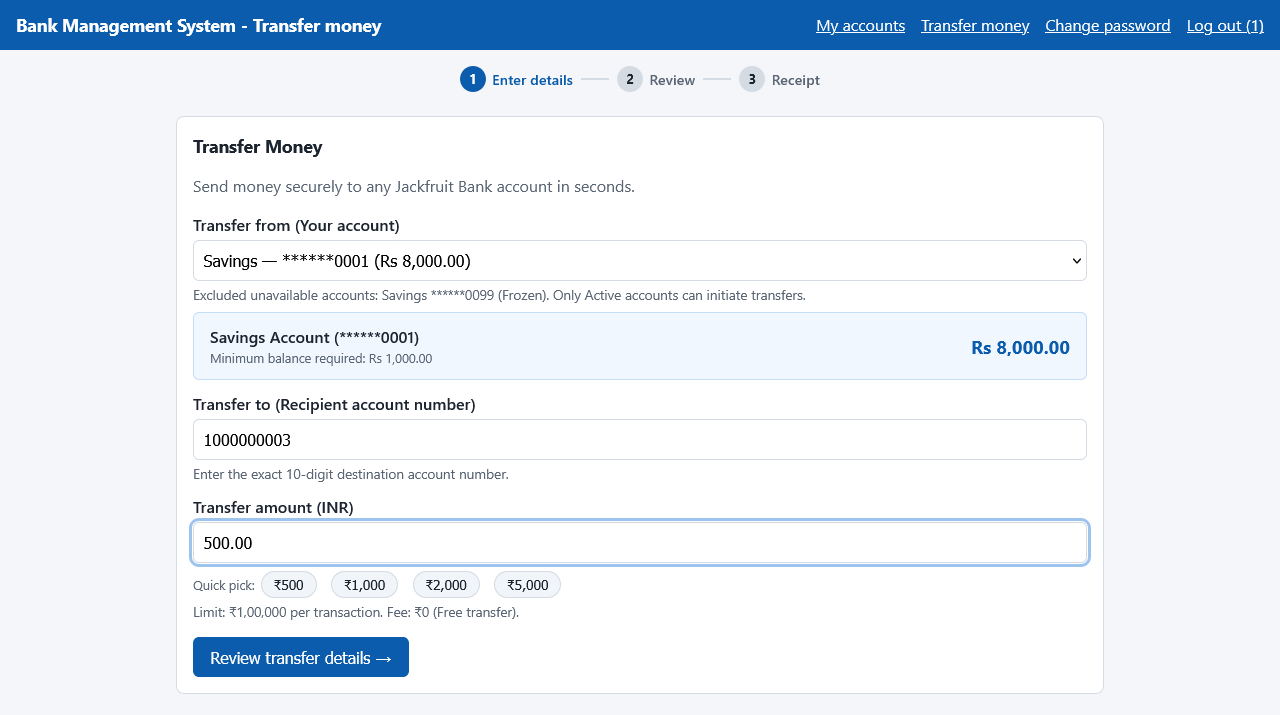 Bank Management System - Transfer money
My accounts Transfer money Change password Log out (1)
1 Enter details 2 Review 3 Receipt
Transfer Money
Send money securely to any Jackfruit Bank account in seconds.
Transfer from (Your account)
Savings — ******0001 (Rs 8,000.00)
Excluded unavailable accounts: Savings ******0099 (Frozen). Only Active accounts can initiate transfers.
Savings Account (******0001)
Minimum balance required: Rs 1,000.00
Rs 8,000.00
Transfer to (Recipient account number)
1000000003
Enter the exact 10-digit destination account number.
Transfer amount (INR)
500.00
Quick pick: ₹500 ₹1,000 ₹2,000 ₹5,000
Limit: ₹1,00,000 per transaction. Fee: ₹0 (Free transfer).
Review transfer details →